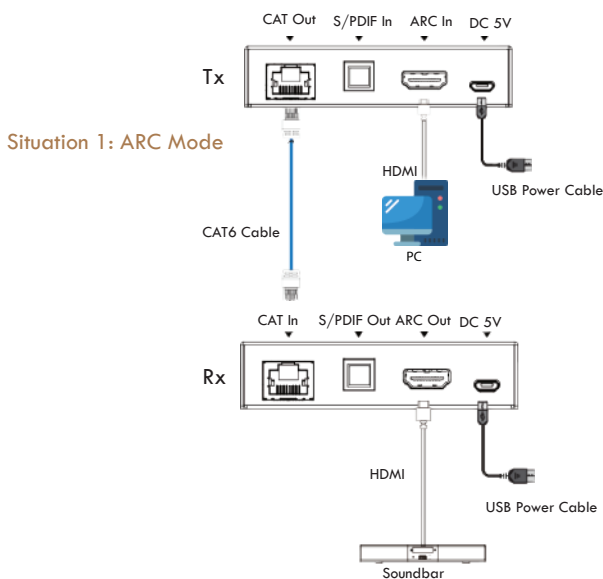 CAT Out S/PDIF In ARC In DC 5V
Tx
Situation 1: ARC Mode
HDMI
USB Power Cable
CAT6 Cable
PC
CAT In S/PDIF Out ARC Out DC 5V
Rx
HDMI
USB Power Cable
Soundbar